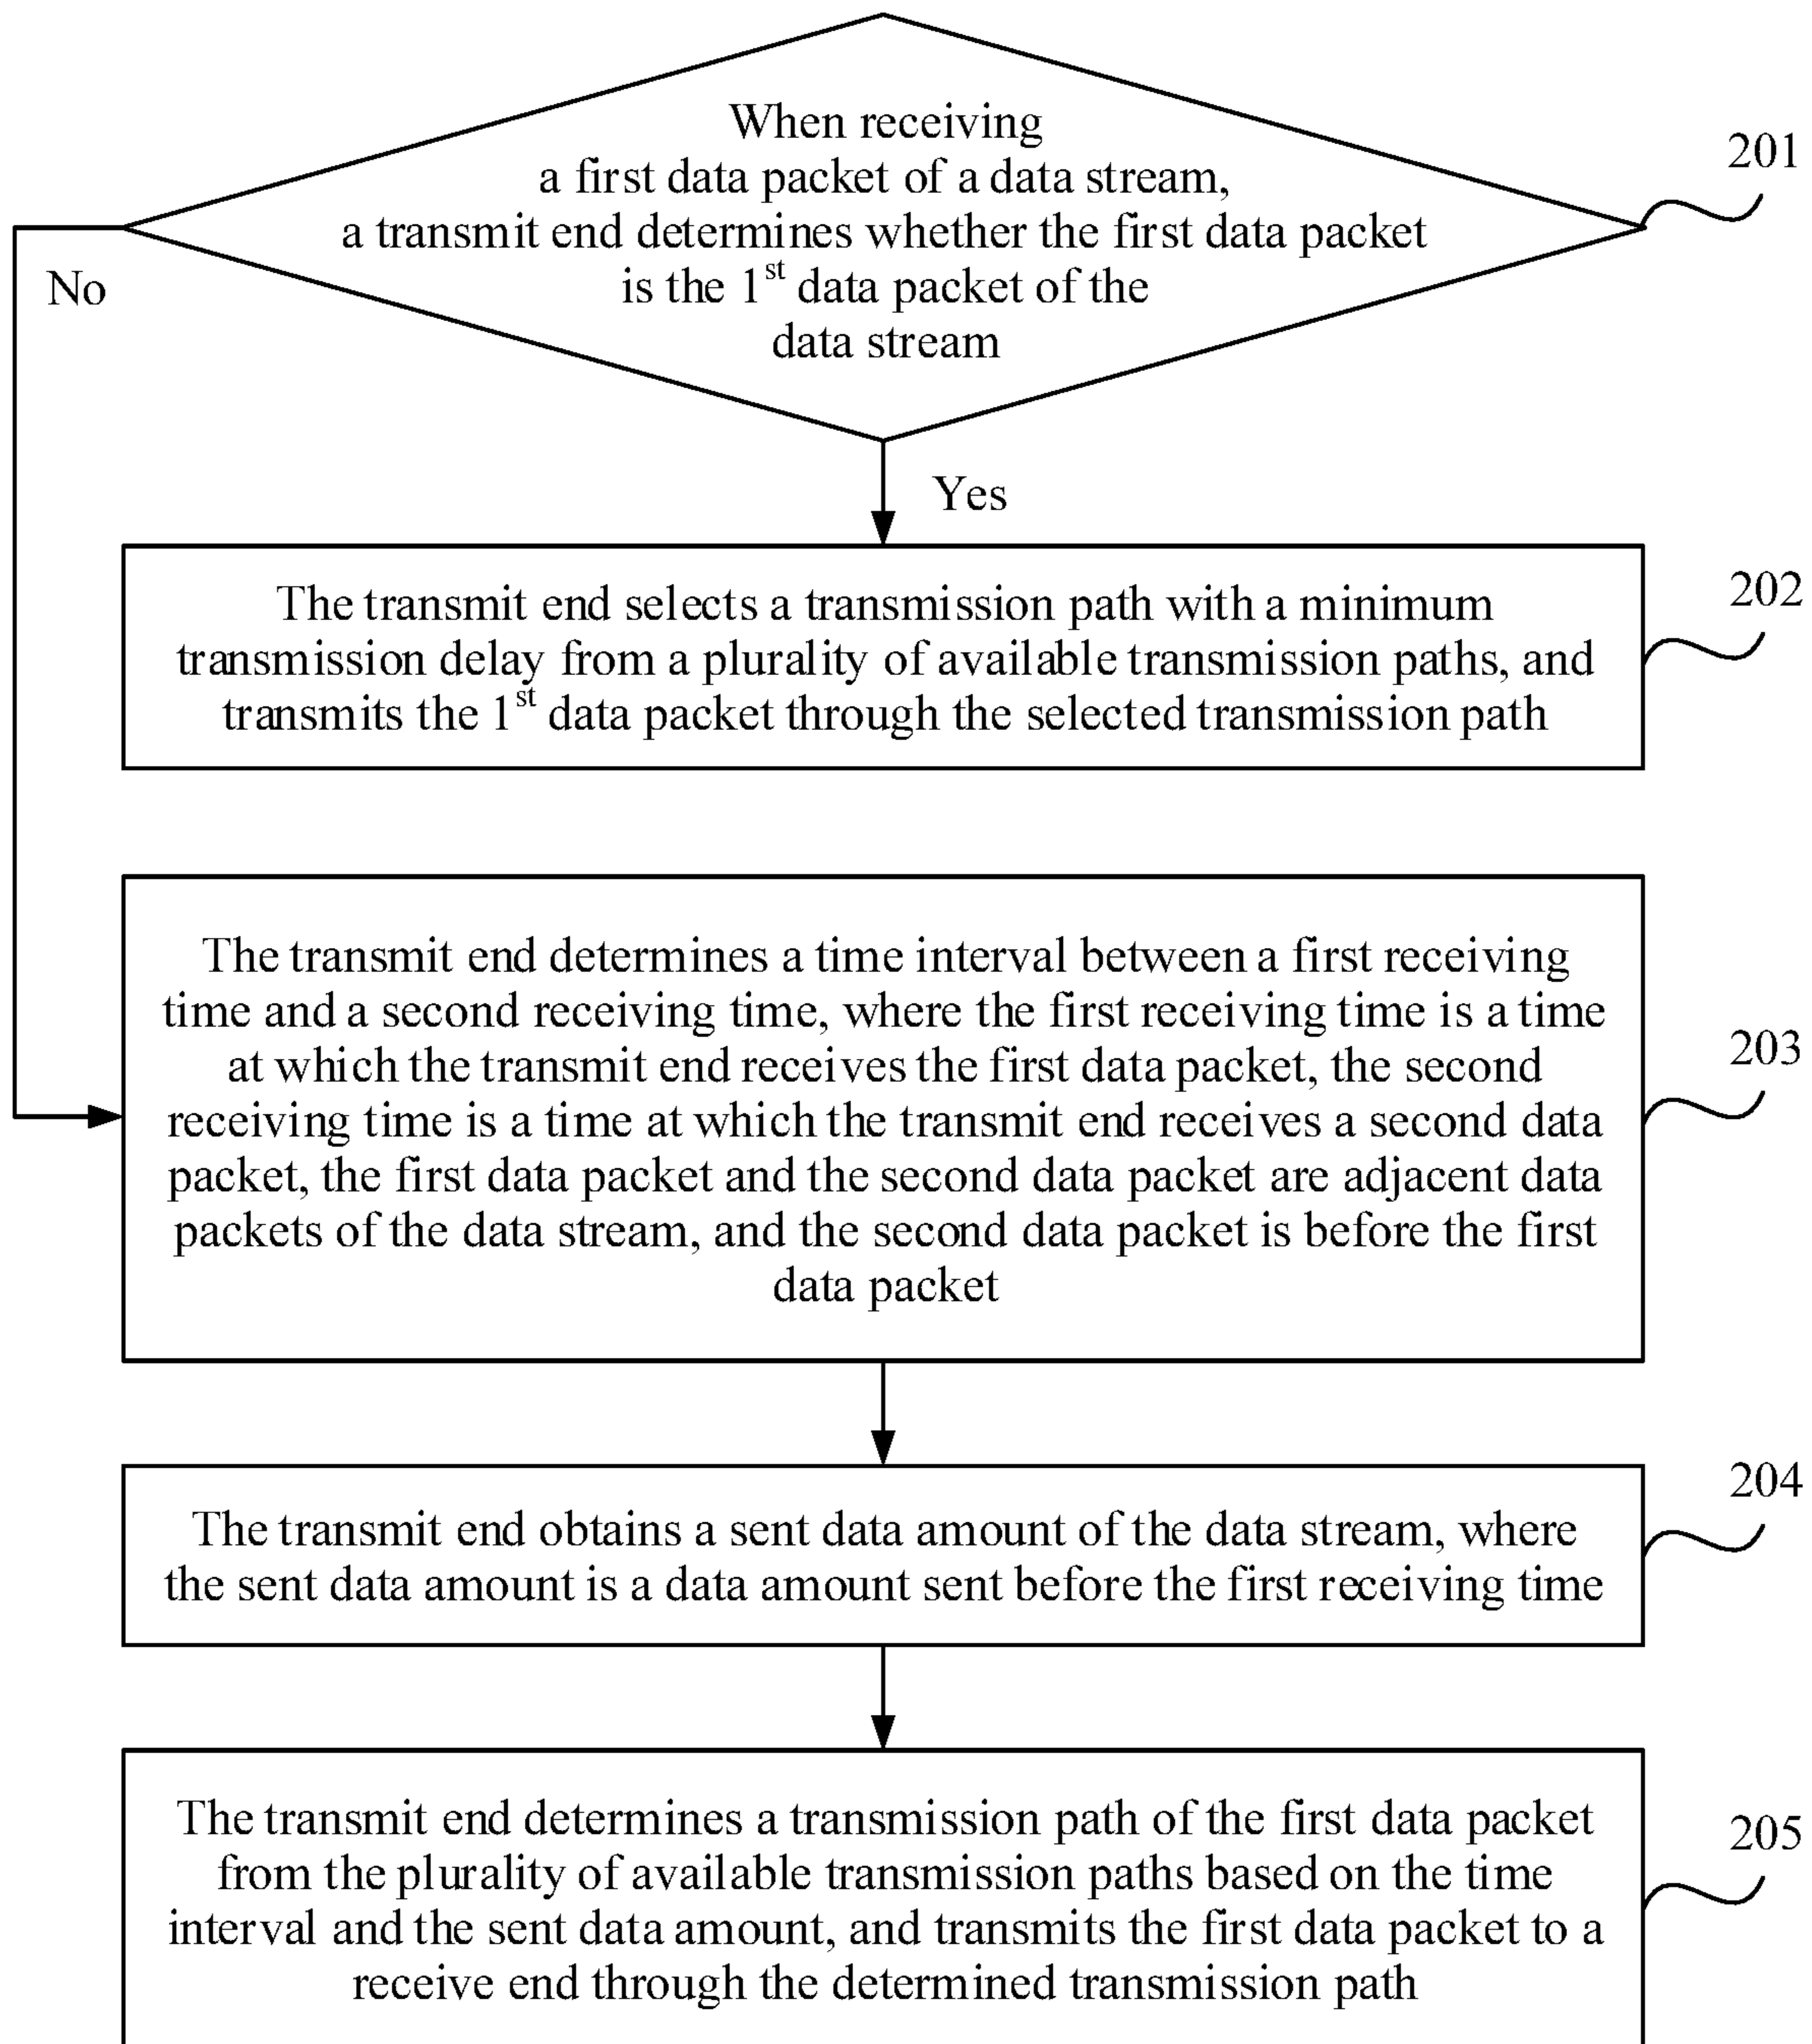 When receiving
a first data packet of a data stream,
a transmit end determines whether the first data packet
is the 1st data packet of the
data stream
201
No
Yes
The transmit end selects a transmission path with a minimum
transmission delay from a plurality of available transmission paths, and
transmits the 1st data packet through the selected transmission path
202
The transmit end determines a time interval between a first receiving
time and a second receiving time, where the first receiving time is a time
at which the transmit end receives the first data packet, the second
receiving time is a time at which the transmit end receives a second data
packet, the first data packet and the second data packet are adjacent data
packets of the data stream, and the second data packet is before the first
data packet
203
The transmit end obtains a sent data amount of the data stream, where
the sent data amount is a data amount sent before the first receiving time
204
The transmit end determines a transmission path of the first data packet
from the plurality of available transmission paths based on the time
interval and the sent data amount, and transmits the first data packet to a
receive end through the determined transmission path
205